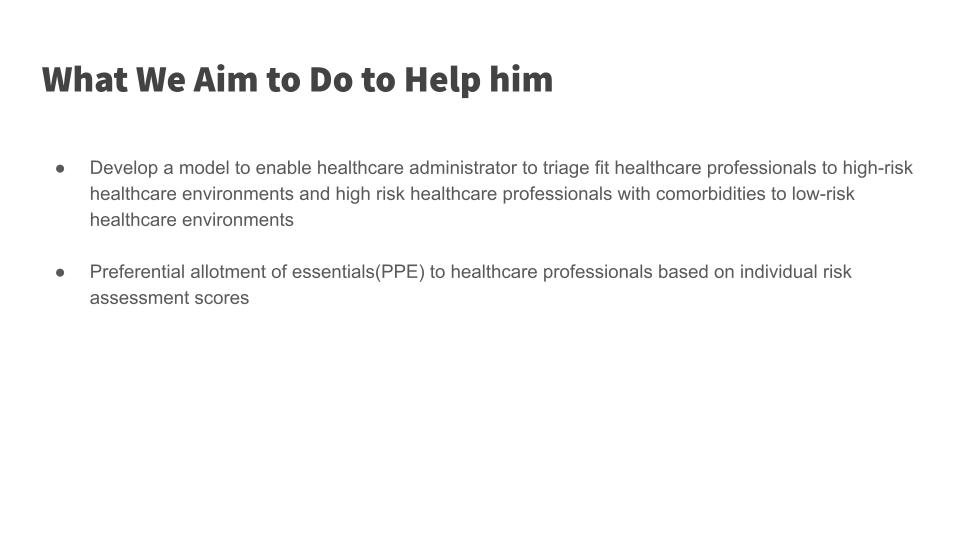 What We Aim to Do to Help him
● Develop a model to enable healthcare administrator to triage fit healthcare professionals to high-risk
healthcare environments and high risk healthcare professionals with comorbidities to low-risk
healthcare environments
● Preferential allotment of essentials(PPE) to healthcare professionals based on individual risk
assessment scores